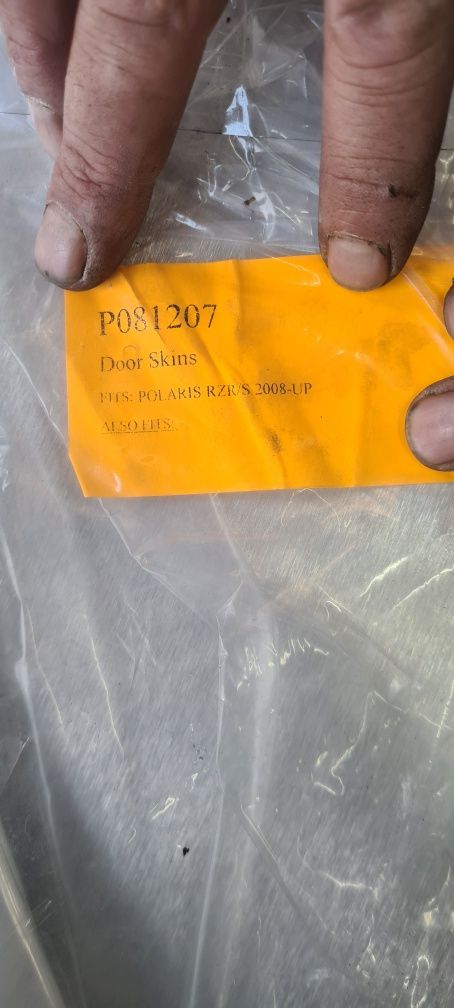 P081207
Door Skins
FITS: POLARIS RZR/S 2008-UP
ALSO FITS: